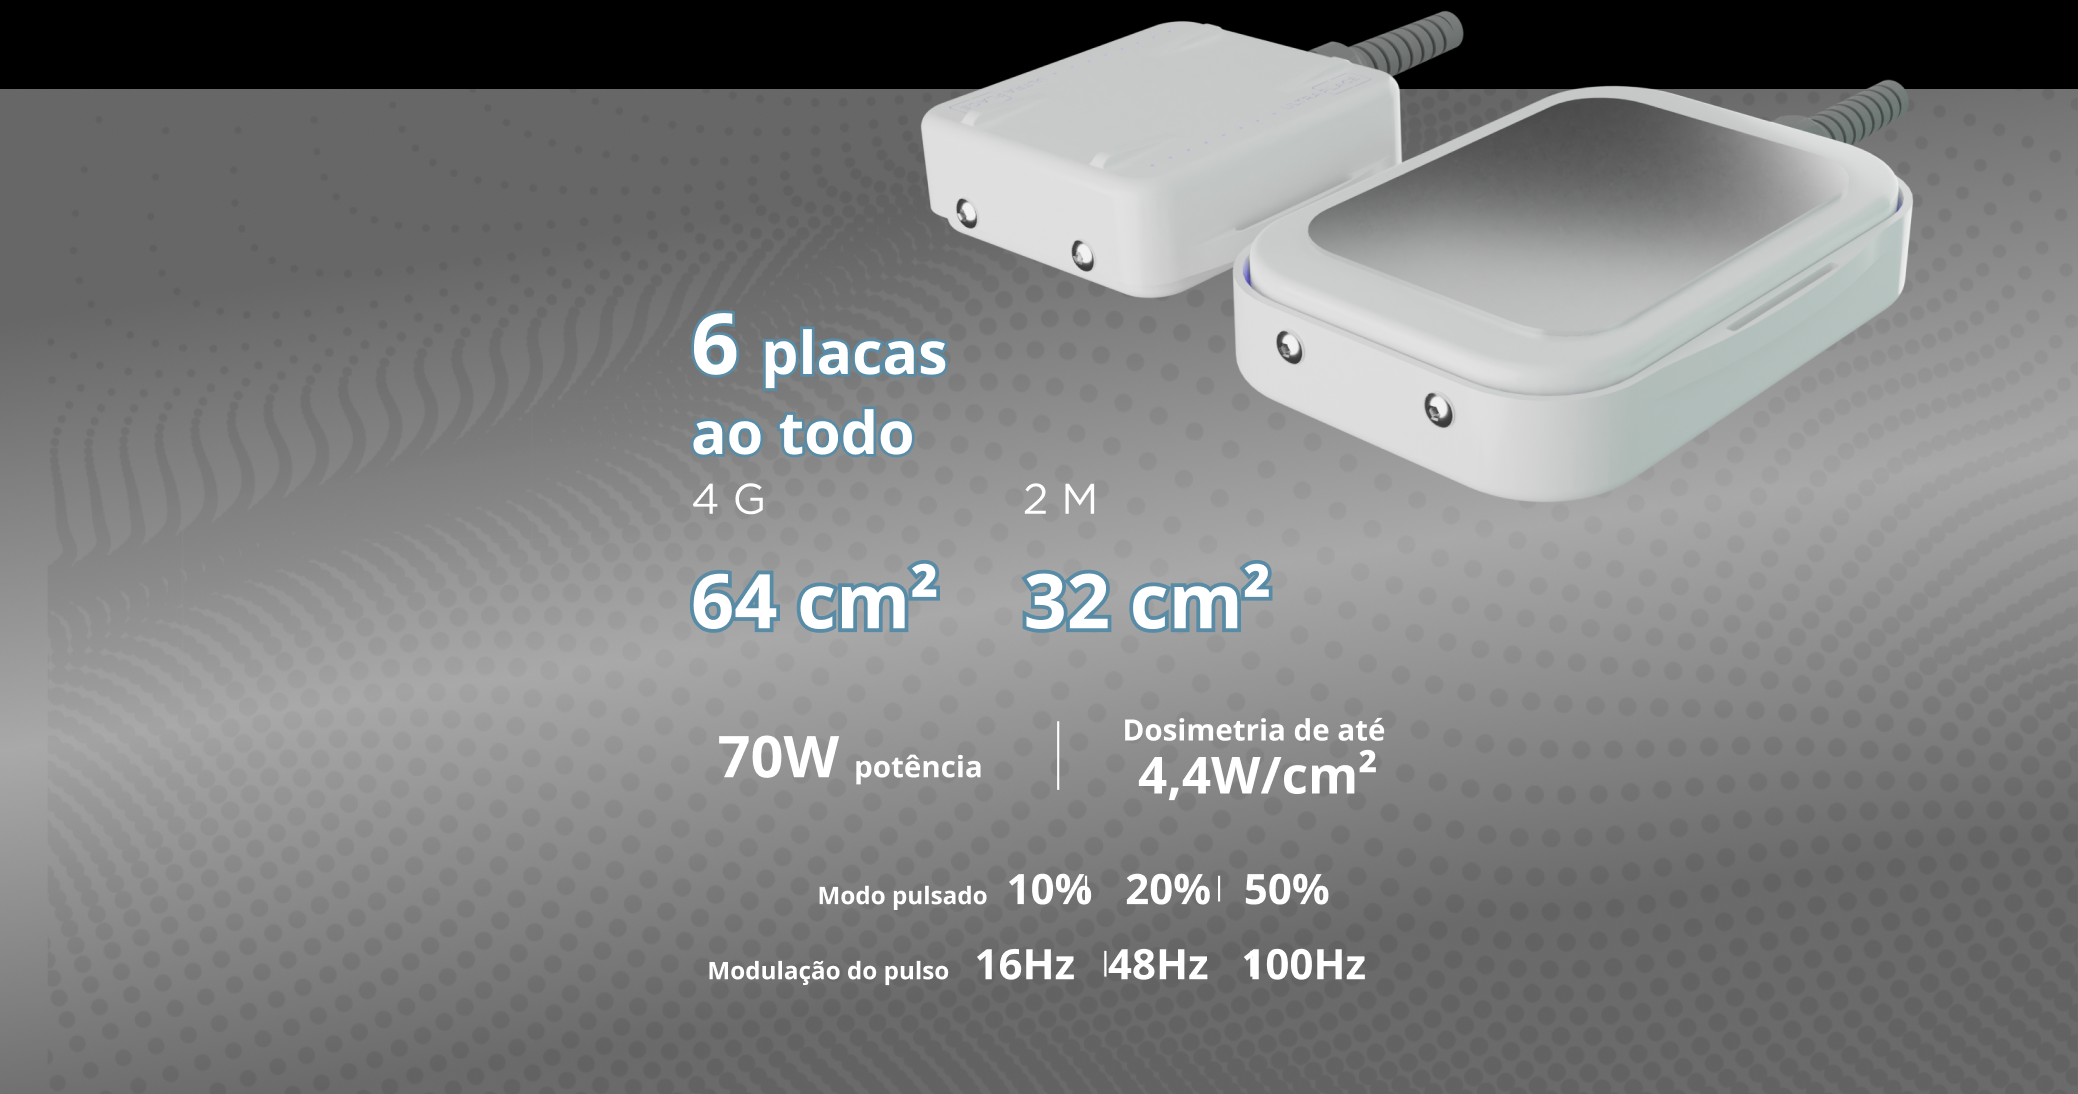 6 placas
ao todo
4 G 2 M
64 cm² 32 cm²
70W potência
Dosimetria de até
4,4W/cm²
Modo pulsado 10% 20% 50%
Modulação do pulso 16Hz 48Hz 100Hz